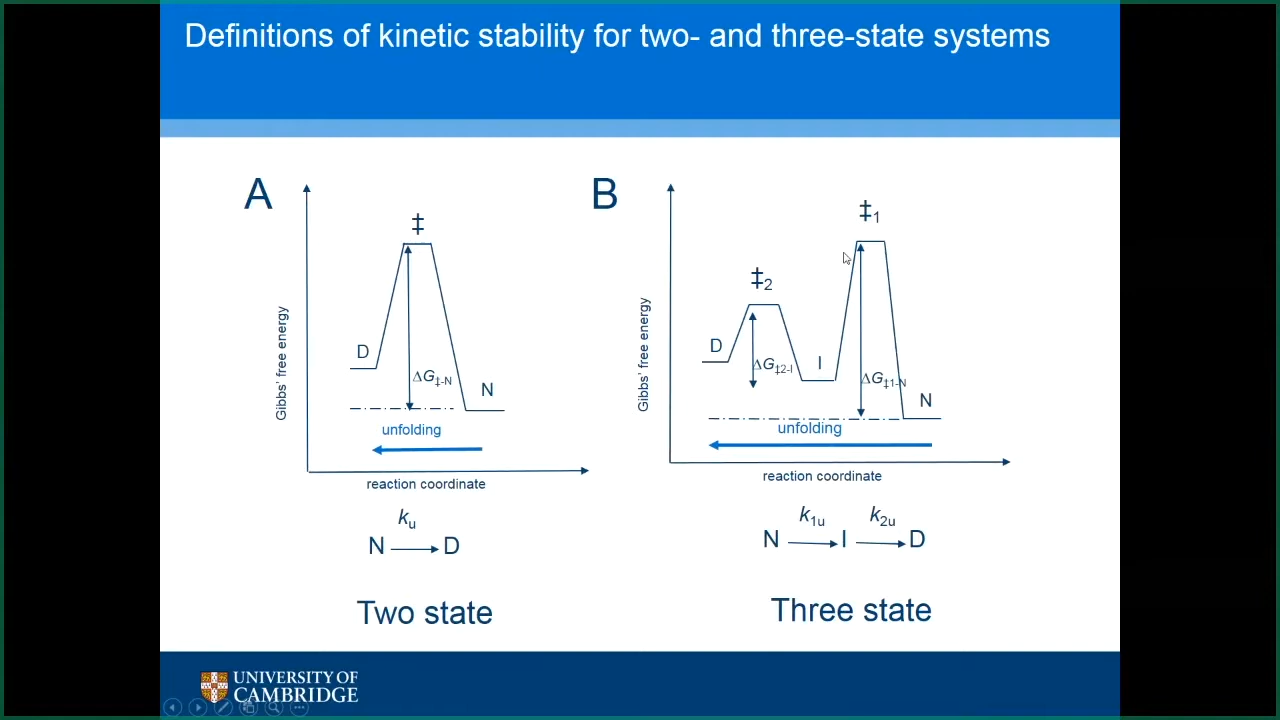 Definitions of kinetic stability for two- and three-state systems
A
‡
D
ΔG‡-N
N
Gibbs' free energy
unfolding
reaction coordinate
ku
N D
Two state
B
‡1
‡2
D
ΔG‡2-I
I
ΔG‡1-N
N
Gibbs' free energy
unfolding
reaction coordinate
k1u k2u
N I D
Three state
UNIVERSITY OF
CAMBRIDGE